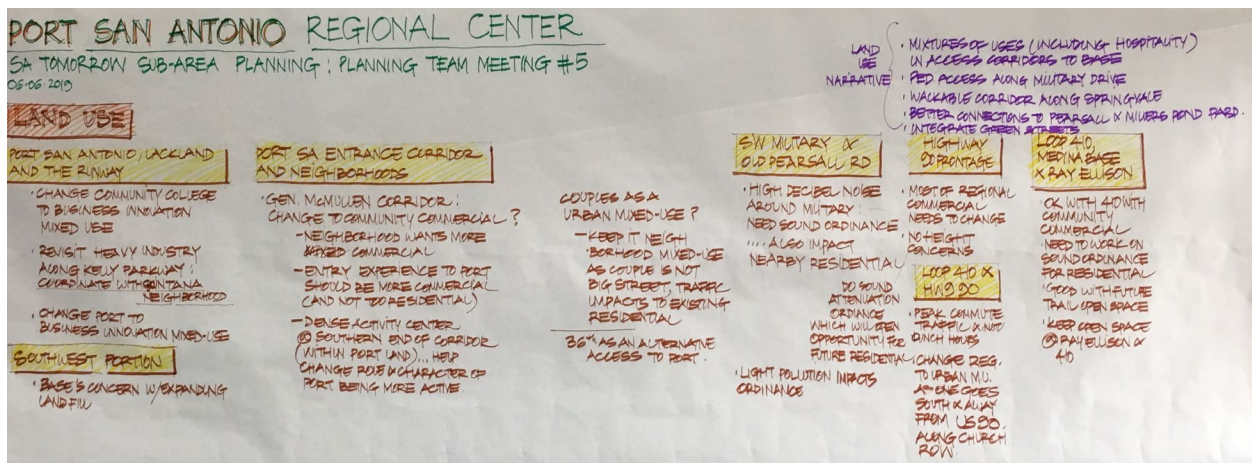 PORT SAN ANTONIO REGIONAL CENTER
SA TOMORROW SUB-AREA PLANNING : PLANNING TEAM MEETING #5
06-06-2019
LAND
USE
NARRATIVE
· MIXTURES OF USES (INCLUDING HOSPITALITY)
IN ACCESS CORRIDORS TO BASE
· PED ACCESS ALONG MILITARY DRIVE
· WALKABLE CORRIDOR ALONG SPRINGVALE
· BETTER CONNECTIONS TO PEARSALL & MILLERS POND PARD.
· INTEGRATE GREEN STREETS
LAND USE
PORT SAN ANTONIO, LACKLAND
AND THE RUNWAY
· CHANGE COMMUNITY COLLEGE
TO BUSINESS INNOVATION
MIXED USE
· REVISIT HEAVY INDUSTRY
ALONG KELLY PARKWAY :
COORDINATE WITH QUINTANA
NEIGHBORHOOD
· CHANGE PORT TO
BUSINESS INNOVATION MIXED-USE
SOUTHWEST PORTION
· BASE'S CONCERN W/EXPANDING
LANDFILL
PORT SA ENTRANCE CORRIDOR
AND NEIGHBORHOODS
· GEN. MCMULLEN CORRIDOR :
CHANGE TO COMMUNITY COMMERCIAL ?
- NEIGHBORHOOD WANTS MORE
MIXED COMMERCIAL
- ENTRY EXPERIENCE TO PORT
SHOULD BE MORE COMMERCIAL
(AND NOT TOO RESIDENTIAL)
- DENSE ACTIVITY CENTER
@ SOUTHERN END OF CORRIDOR
(WITHIN PORT LAND)... HELP
CHANGE ROLE & CHARACTER OF
PORT BEING MORE ACTIVE
COUPLES AS A
URBAN MIXED-USE ?
- KEEP IT NEIGH
BORHOOD MIXED-USE
AS COUPLE IS NOT
BIG STREET, TRAFFIC
IMPACTS TO EXISTING
RESIDENTIAL
36TH AS AN ALTERNATIVE
ACCESS TO PORT.
SW MILITARY &
OLD PEARSALL RD
· HIGH DECIBEL NOISE
AROUND MILITARY :
NEED SOUND ORDINANCE
.... ALSO IMPACT
NEARBY RESIDENTIAL
DO SOUND
ATTENUATION
ORDIANCE
WHICH WILL OPEN
OPPORTUNITY FOR
FUTURE RESIDENTIAL
· LIGHT POLLUTION IMPACTS
ORDINANCE
HIGHWAY
90 FRONTAGE
· MOST OF REGIONAL
COMMERCIAL
NEEDS TO CHANGE
· NO HEIGHT
CONCERNS
LOOP 410 &
HWY 90
· PEAK COMMUTE
TRAFFIC & NOT
LUNCH HOURS
· CHANGE REG.
TO URBAN M.U.
AS ONE GOES
SOUTH & AWAY
FROM US 90.
ALONG CHURCH
ROW.
LOOP 410,
MEDINA BASE
& RAY ELLISON
· OK WITH 410 WITH
COMMUNITY
COMMERCIAL
· NEED TO WORK ON
SOUND ORDINANCE
FOR RESIDENTIAL
· GOOD WITH FUTURE
TRAIL OPEN SPACE
· KEEP OPEN SPACE
@ RAY ELLISON &
410